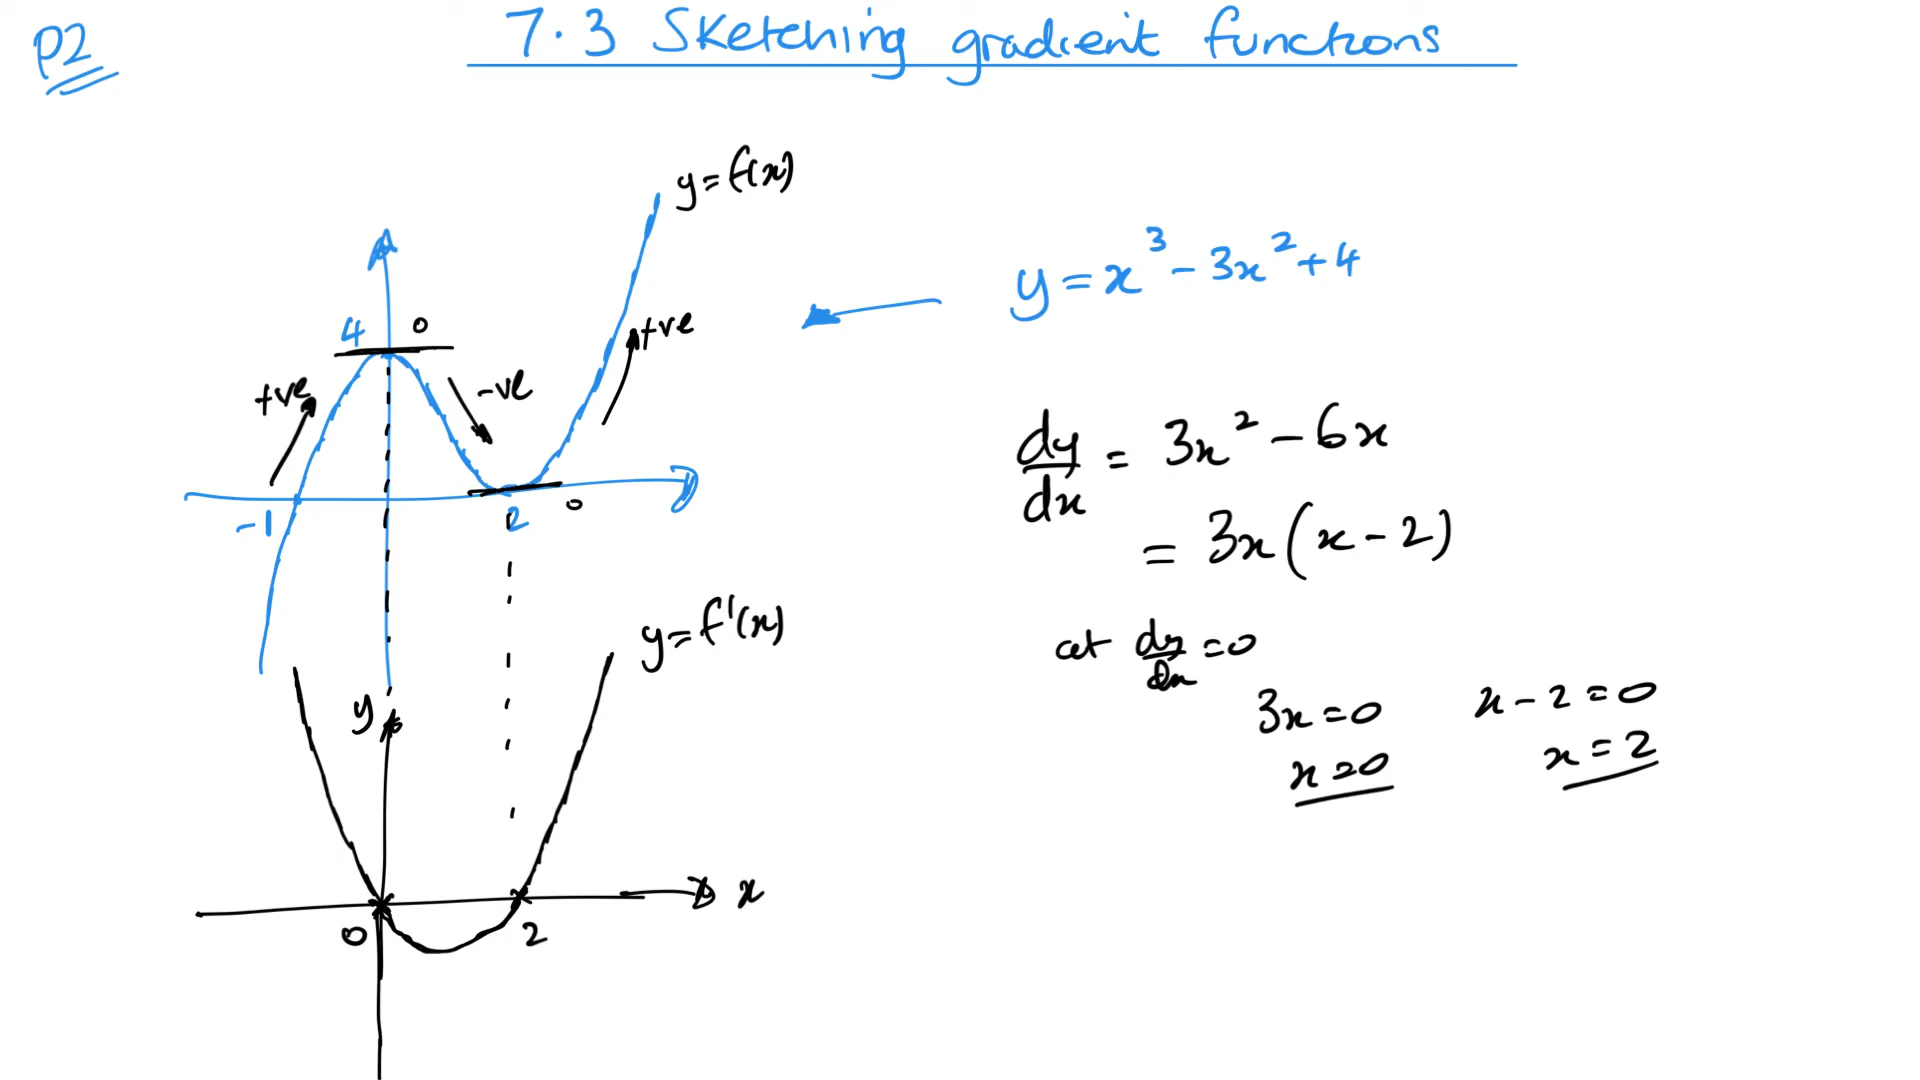 P2
7.3 Sketching gradient functions
y=f(x)
4
0
+ve
-ve
+ve
-1
2
0
y=f'(x)
y
x
0
2
y = x³ - 3x² + 4
dy/dx = 3x² - 6x
= 3x(x-2)
at dy/dx = 0
3x=0
x=0
x-2=0
x=2